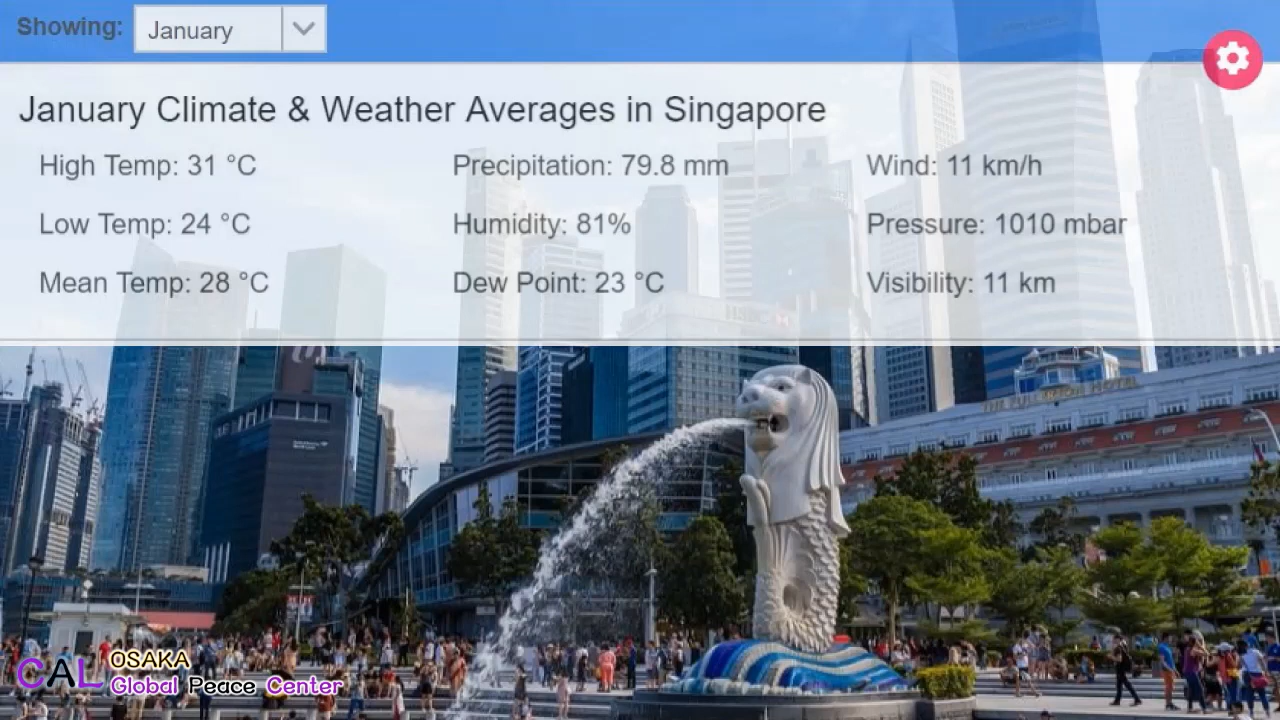 Showing: January
January Climate & Weather Averages in Singapore
High Temp: 31 °C Precipitation: 79.8 mm Wind: 11 km/h
Low Temp: 24 °C Humidity: 81% Pressure: 1010 mbar
Mean Temp: 28 °C Dew Point: 23 °C Visibility: 11 km
THE FULLERTON HOTEL
CAL OSAKA
Global Peace Center